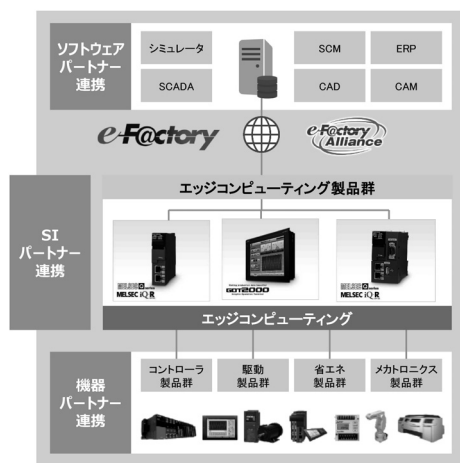 ソフトウェア
パートナー
連携
シミュレータ
SCM
ERP
SCADA
CAD
CAM
e-F@ctory
e-F@ctory
Alliance
エッジコンピューティング製品群
SI
パートナー
連携
MELSEC iQ-R
GOT2000
MELSEC iQ-R
エッジコンピューティング
機器
パートナー
連携
コントローラ
製品群
駆動
製品群
省エネ
製品群
メカトロニクス
製品群